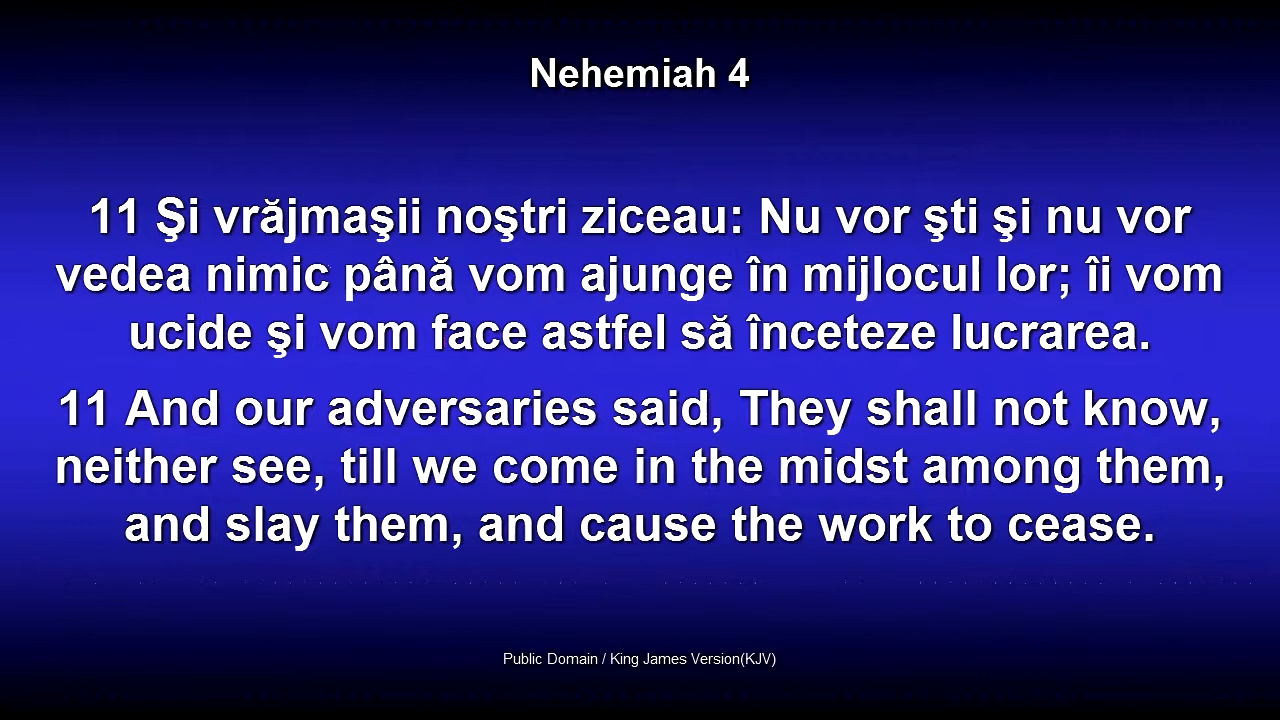 Nehemiah 4
11 Şi vrăjmaşii noştri ziceau: Nu vor şti şi nu vor
vedea nimic până vom ajunge în mijlocul lor; îi vom
ucide şi vom face astfel să înceteze lucrarea.
11 And our adversaries said, They shall not know,
neither see, till we come in the midst among them,
and slay them, and cause the work to cease.
Public Domain / King James Version(KJV)